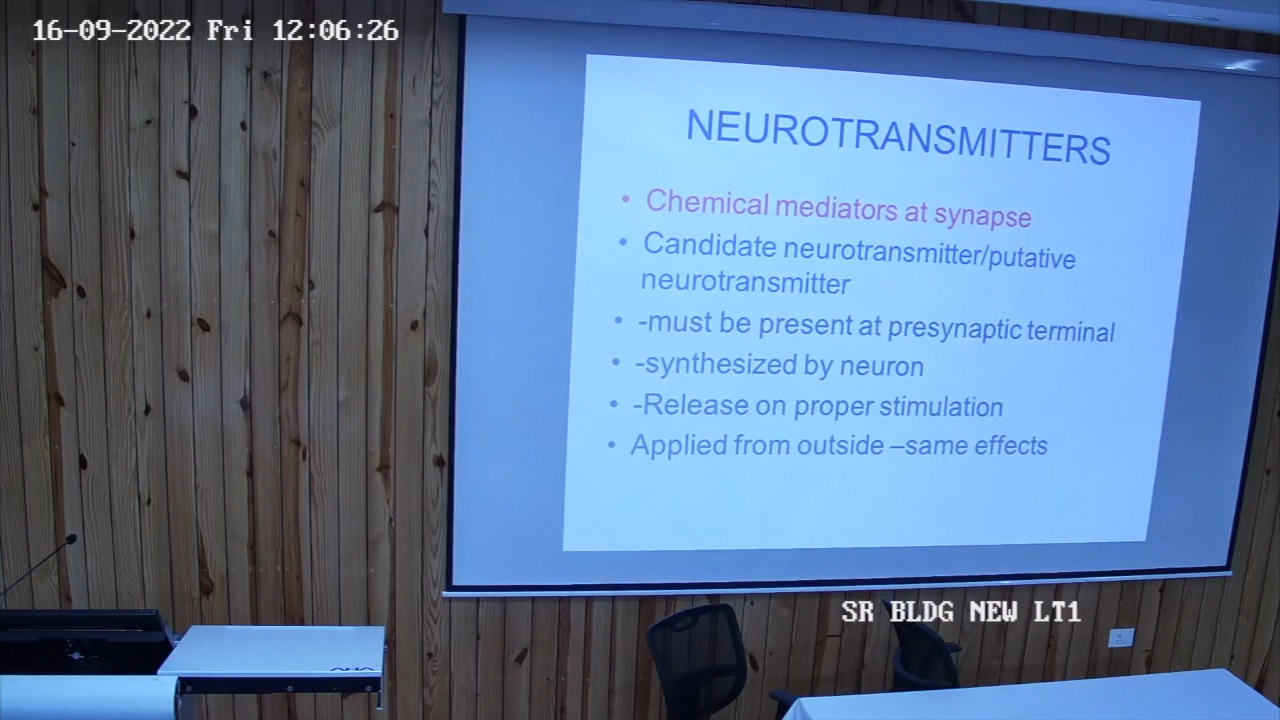 16-09-2022 Fri 12:06:26
NEUROTRANSMITTERS
• Chemical mediators at synapse
• Candidate neurotransmitter/putative
neurotransmitter
• -must be present at presynaptic terminal
• -synthesized by neuron
• -Release on proper stimulation
• Applied from outside –same effects
SR BLDG NEW LT1